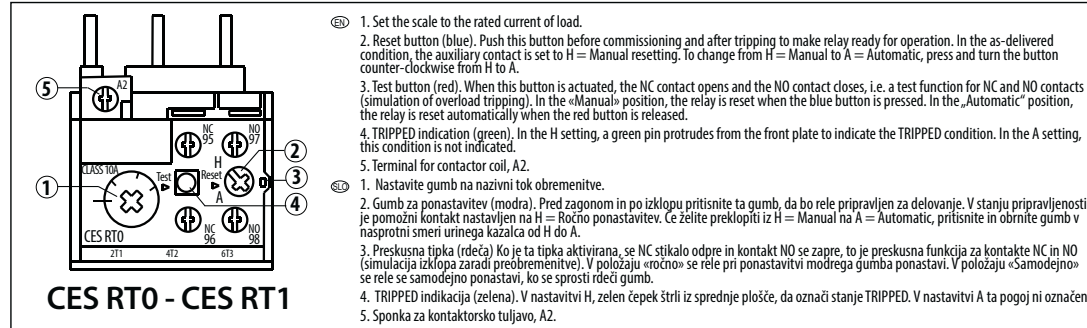 5
A2
NC
95
NO
97
H
2
CLASS 10A
Test
Reset
3
1
A
4
NC
96
NO
98
CES RT0
2T1
4T2
6T3
CES RT0 - CES RT1
EN 1. Set the scale to the rated current of load.
2. Reset button (blue). Push this button before commissioning and after tripping to make relay ready for operation. In the as-delivered
condition, the auxiliary contact is set to H = Manual resetting. To change from H = Manual to A = Automatic, press and turn the button
counter-clockwise from H to A.
3. Test button (red). When this button is actuated, the NC contact opens and the NO contact closes, i.e. a test function for NC and NO contacts
(simulation of overload tripping). In the «Manual» position, the relay is reset when the blue button is pressed. In the „Automatic“ position,
the relay is reset automatically when the red button is released.
4. TRIPPED indication (green). In the H setting, a green pin protrudes from the front plate to indicate the TRIPPED condition. In the A setting,
this condition is not indicated.
5. Terminal for contactor coil, A2.
SLO 1. Nastavite gumb na nazivni tok obremenitve.
2. Gumb za ponastavitev (modra). Pred zagonom in po izklopu pritisnite ta gumb, da bo rele pripravljen za delovanje. V stanju pripravljenosti
je pomožni kontakt nastavljen na H = Ročno ponastavitev. Če želite preklopiti iz H = Manual na A = Automatic, pritisnite in obrnite gumb v
nasprotni smeri urinega kazalca od H do A.
3. Preskusna tipka (rdeča) Ko je ta tipka aktivirana, se NC stikalo odpre in kontakt NO se zapre, to je preskusna funkcija za kontakte NC in NO
(simulacija izklopa zaradi preobremenitve). V položaju «ročno» se rele pri ponastavitvi modrega gumba ponastavi. V položaju «Samodejno»
se rele se samodejno ponastavi, ko se sprosti rdeči gumb.
4. TRIPPED indikacija (zelena). V nastavitvi H, zelen čepek štrli iz sprednje plošče, da označi stanje TRIPPED. V nastavitvi A ta pogoj ni označen
5. Sponka za kontaktorsko tuljavo, A2.